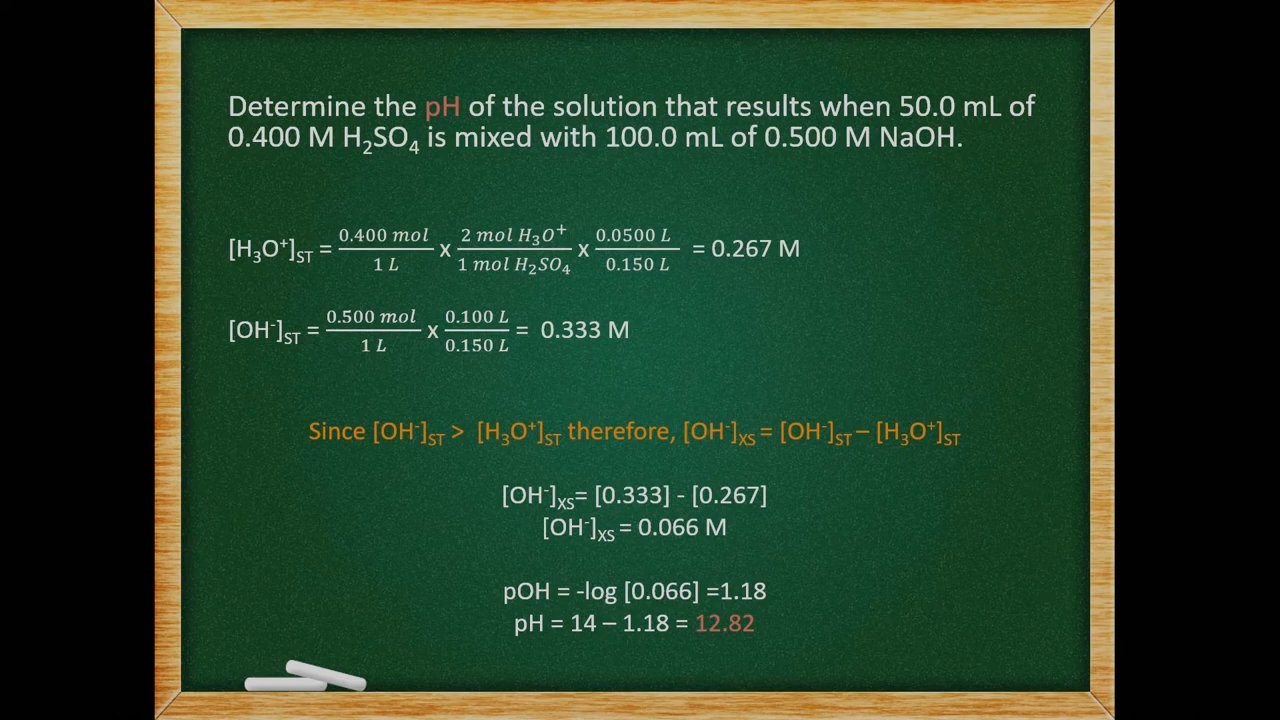 Determine the pH of the solution that results when 50.0 mL of
0.400 M H₂SO₄ is mixed with 100.0 mL of 0.500 M NaOH.
[H₃O⁺]ST = 0.400 mol / 1 L x 2 mol H₃O⁺ / 1 mol H₂SO₄ x 0.0500 L / 0.150 L = 0.267 M
[OH⁻]ST = 0.500 mol / 1 L x 0.100 L / 0.150 L = 0.333 M
Since [OH⁻]ST > [H₃O⁺]ST therefore, [OH⁻]XS = [OH⁻]ST – [H₃O⁺]ST
[OH⁻]XS= [0.333] - [0.267]
[OH⁻]XS = 0.066 M
pOH = -log [0.066] =1.18
pH = 14 – 1.18 = 12.82